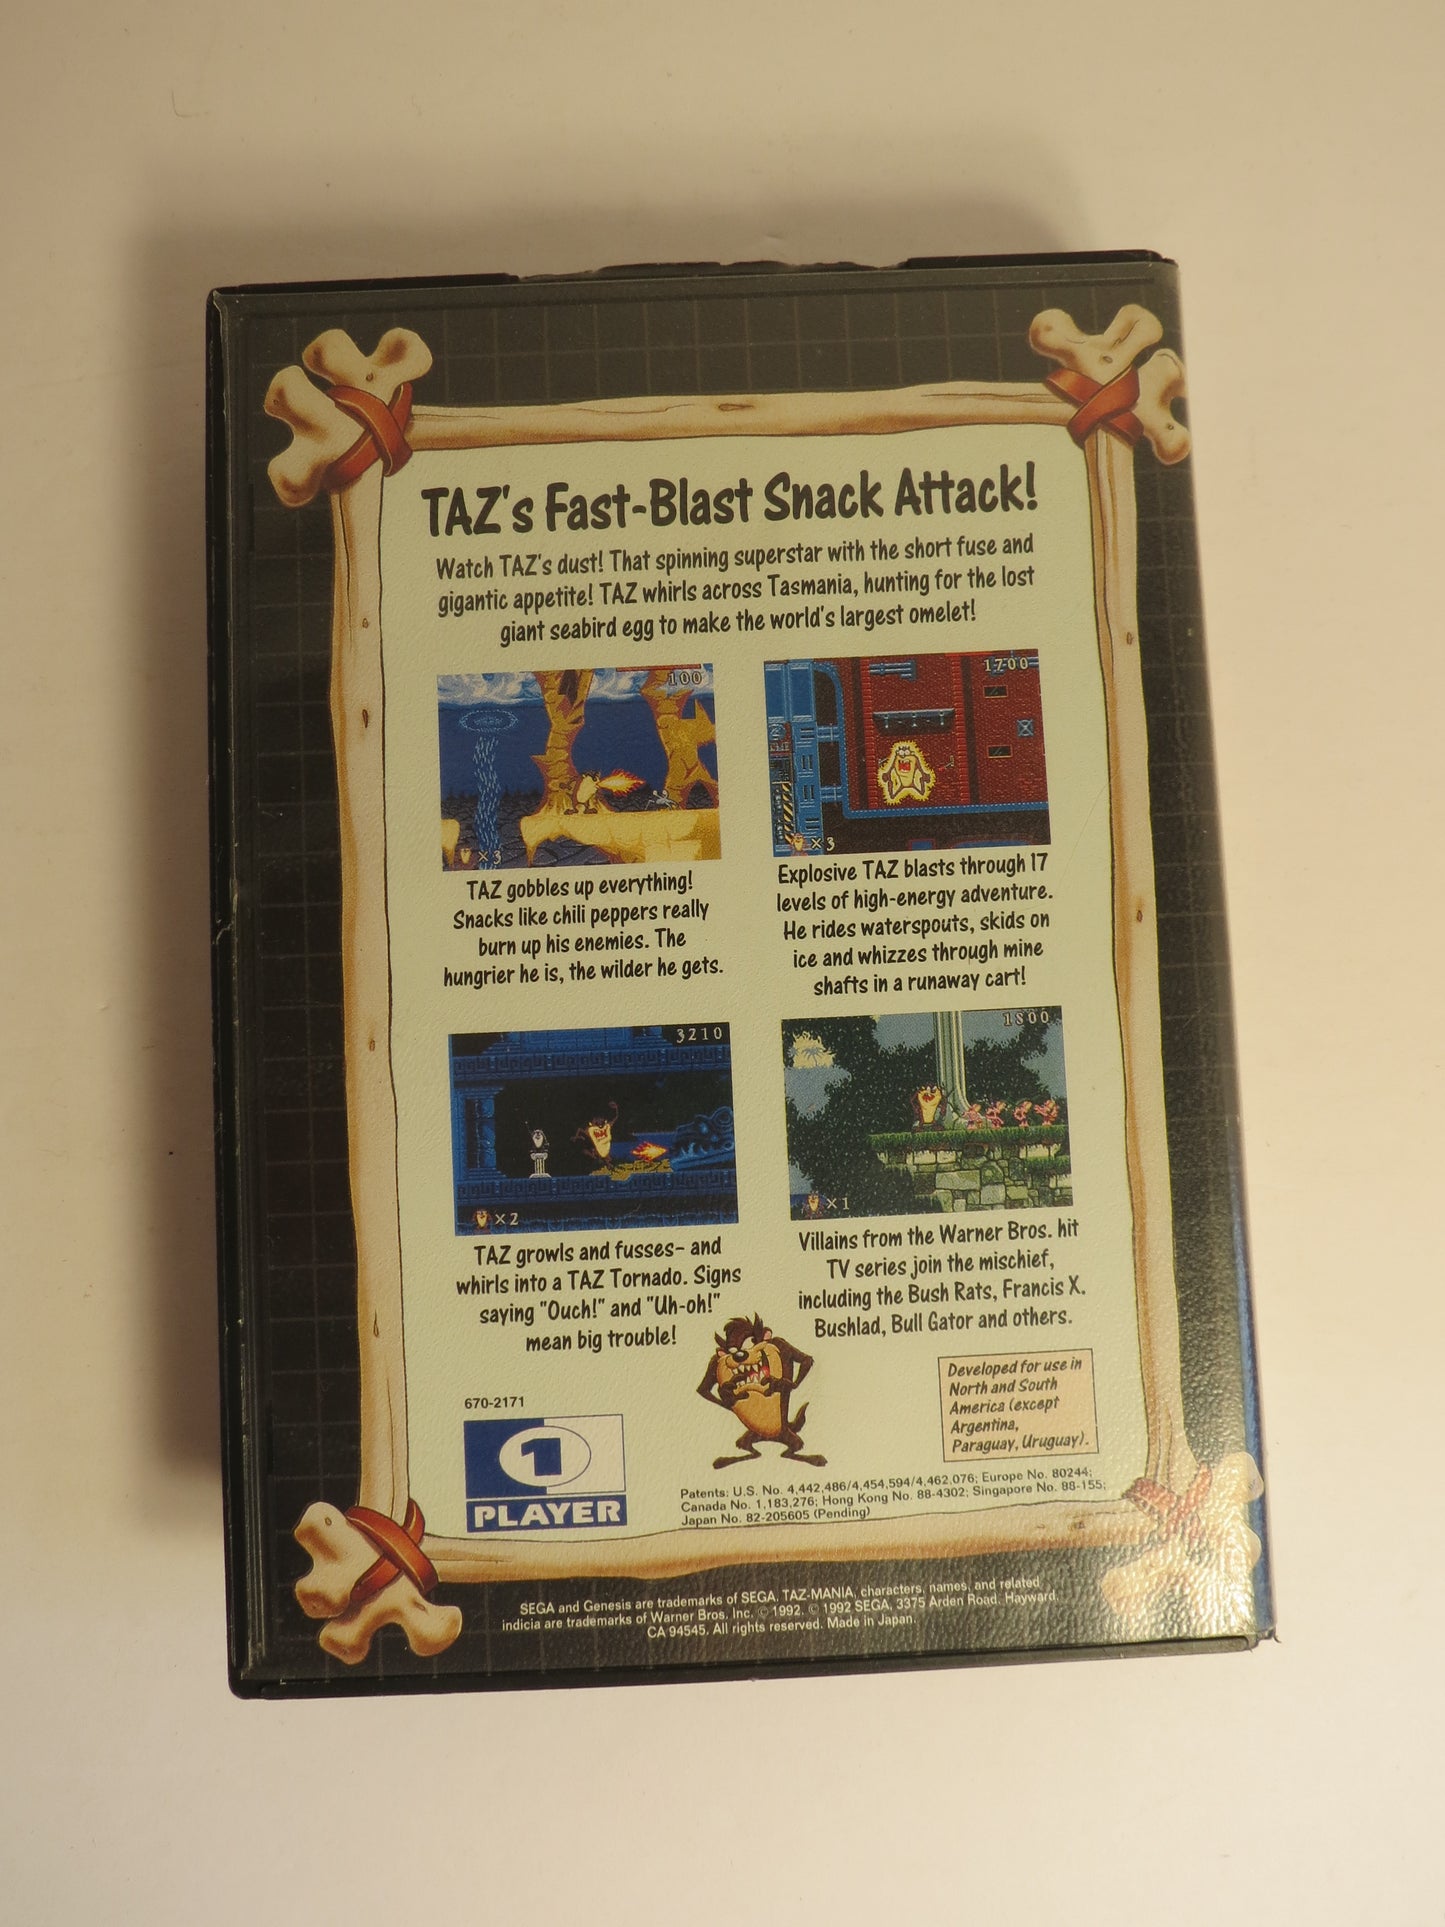 TAZ's Fast-Blast Snack Attack!
Watch TAZ's dust! That spinning superstar with the short fuse and
gigantic appetite! TAZ whirls across Tasmania, hunting for the lost
giant seabird egg to make the world's largest omelet!
100
×3
TAZ gobbles up everything!
Snacks like chili peppers really
burn up his enemies. The
hungrier he is, the wilder he gets.
1700
×3
Explosive TAZ blasts through 17
levels of high-energy adventure.
He rides waterspouts, skids on
ice and whizzes through mine
shafts in a runaway cart!
3210
×2
TAZ growls and fusses- and
whirls into a TAZ Tornado. Signs
saying "Ouch!" and "Uh-oh!"
mean big trouble!
1800
×1
Villains from the Warner Bros. hit
TV series join the mischief,
including the Bush Rats, Francis X.
Bushlad, Bull Gator and others.
Developed for use in
North and South
America (except
Argentina,
Paraguay, Uruguay).
670-2171
1
PLAYER
Patents: U.S. No. 4,442,486/4,454,594/4,462,076; Europe No. 80244;
Canada No. 1,183,276; Hong Kong No. 88-4302; Singapore No. 88-155;
Japan No. 82-205605 (Pending)
SEGA and Genesis are trademarks of SEGA. TAZ-MANIA, characters, names, and related
indicia are trademarks of Warner Bros. Inc. © 1992. © 1992 SEGA, 3375 Arden Road, Hayward,
CA 94545. All rights reserved. Made in Japan.